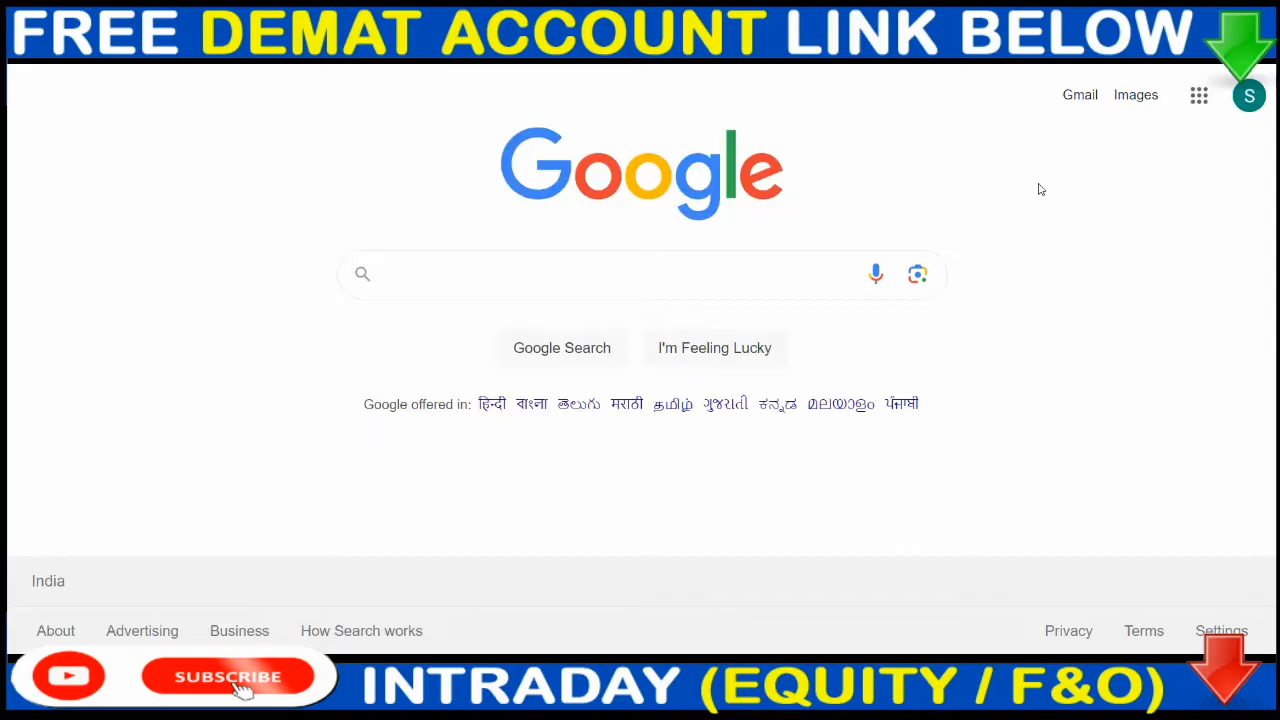 FREE DEMAT ACCOUNT LINK BELOW
Gmail Images
S
Google
Google Search I'm Feeling Lucky
Google offered in: हिन्दी বাংলা తెలుగు मराठी தமிழ் ગુજરાતી ಕನ್ನಡ മലയാളം ਪੰਜਾਬੀ
India
About Advertising Business How Search works Privacy Terms Settings
SUBSCRIBE
INTRADAY (EQUITY / F&O)